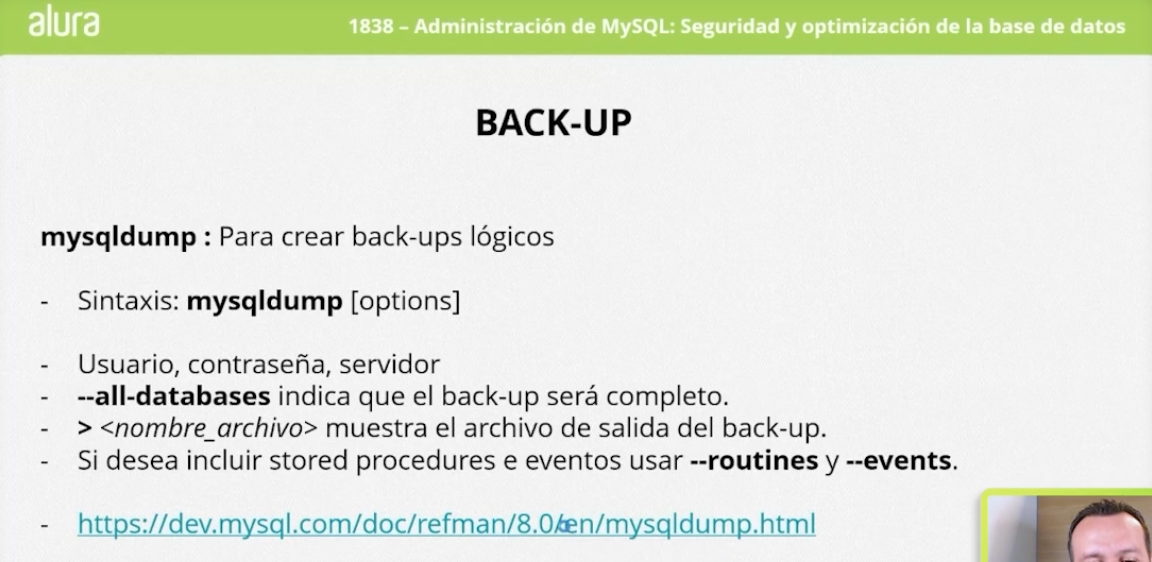 alura
1838 – Administración de MySQL: Seguridad y optimización de la base de datos
BACK-UP
mysqldump : Para crear back-ups lógicos
- Sintaxis: mysqldump [options]
- Usuario, contraseña, servidor
- --all-databases indica que el back-up será completo.
- > <nombre_archivo> muestra el archivo de salida del back-up.
- Si desea incluir stored procedures e eventos usar --routines y --events.
- https://dev.mysql.com/doc/refman/8.0/en/mysqldump.html